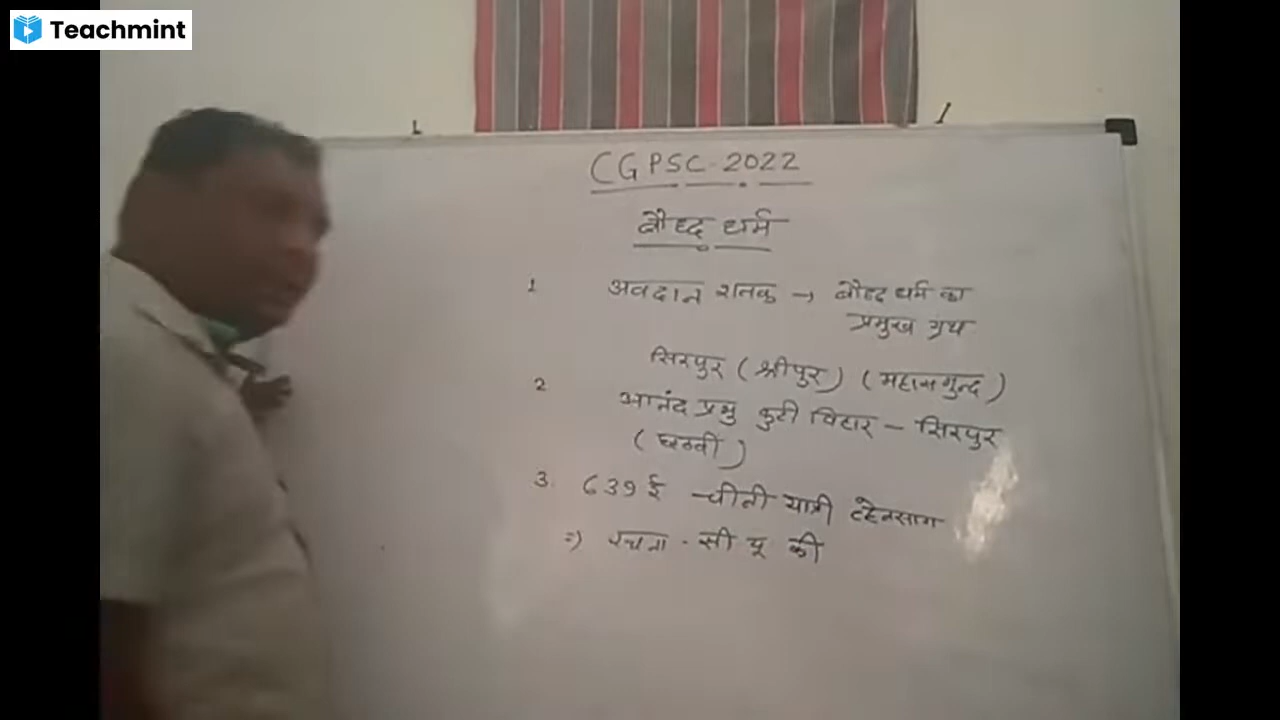 Teachmint
CGPSC-2022
बौद्ध धर्म
1 अवदान शतक → बौद्ध धर्म का
प्रमुख ग्रंथ
सिरपुर (श्रीपुर) (महासमुन्द)
2 आनंद प्रभु कुटी विहार - सिरपुर
3. 639 ई - चीनी यात्री व्हेनसांग
=) रचना - सी यू की